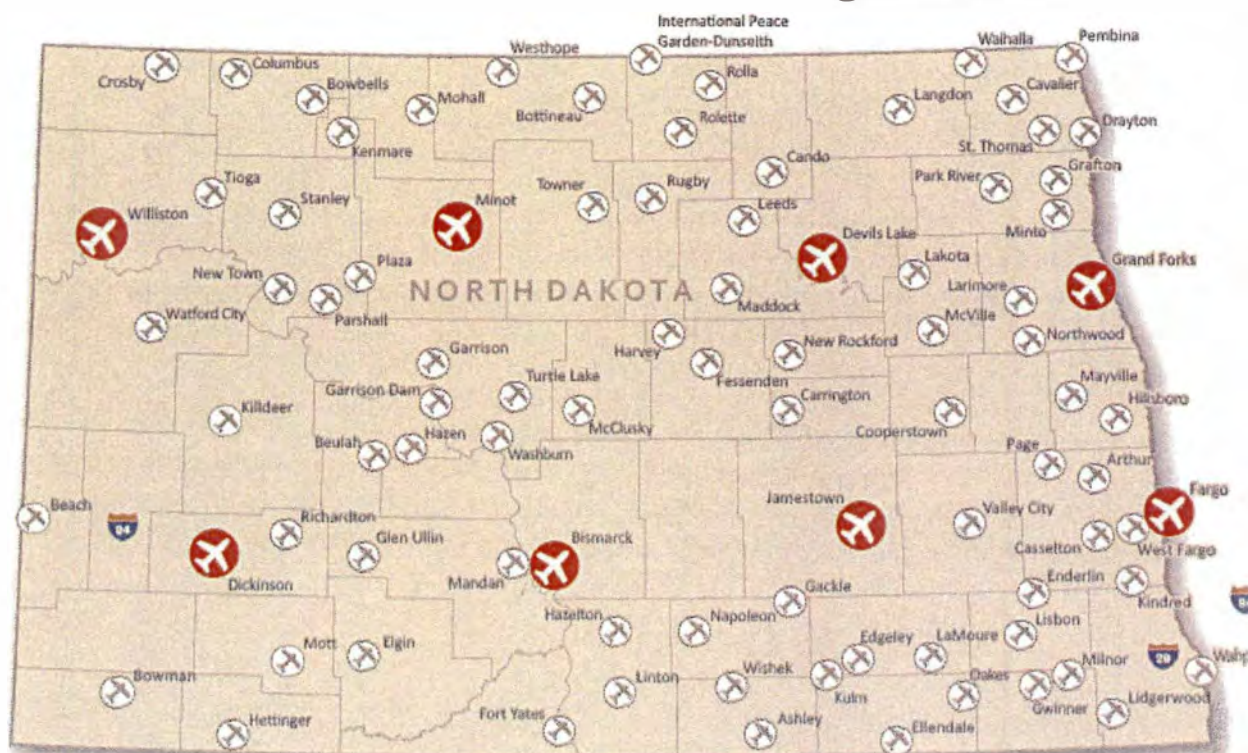 International Peace
Garden-Dunseith
Westhope
Walhalla
Pembina
Crosby
Columbus
Bowbells
Mohall
Bottineau
Rolla
Rolette
Langdon
Cavalier
Drayton
Kenmare
St. Thomas
Cando
Grafton
Tioga
Stanley
Williston
Minot
Towner
Rugby
Leeds
Park River
Minto
Devils Lake
Lakota
Grand Forks
New Town
Plaza
Larimore
NORTH DAKOTA
Maddock
Watford City
Parshall
McVille
Northwood
Garrison
Harvey
New Rockford
Fessenden
Turtle Lake
Garrison Dam
Mayville
Killdeer
McClusky
Carrington
Cooperstown
Hillsboro
Beulah
Hazen
Washburn
Page
Arthur
Beach
94
Richardton
Jamestown
Valley City
Fargo
Glen Ullin
Bismarck
Casselton
West Fargo
Dickinson
Mandan
Enderlin
Kindred
Gackle
Hazelton
Napoleon
Lisbon
Mott
Elgin
Edgeley
LaMoure
Milnor
29
Bowman
Linton
Wishek
Kulm
Oakes
Gwinner
Lidgerwood
Hettinger
Fort Yates
Ashley
Ellendale